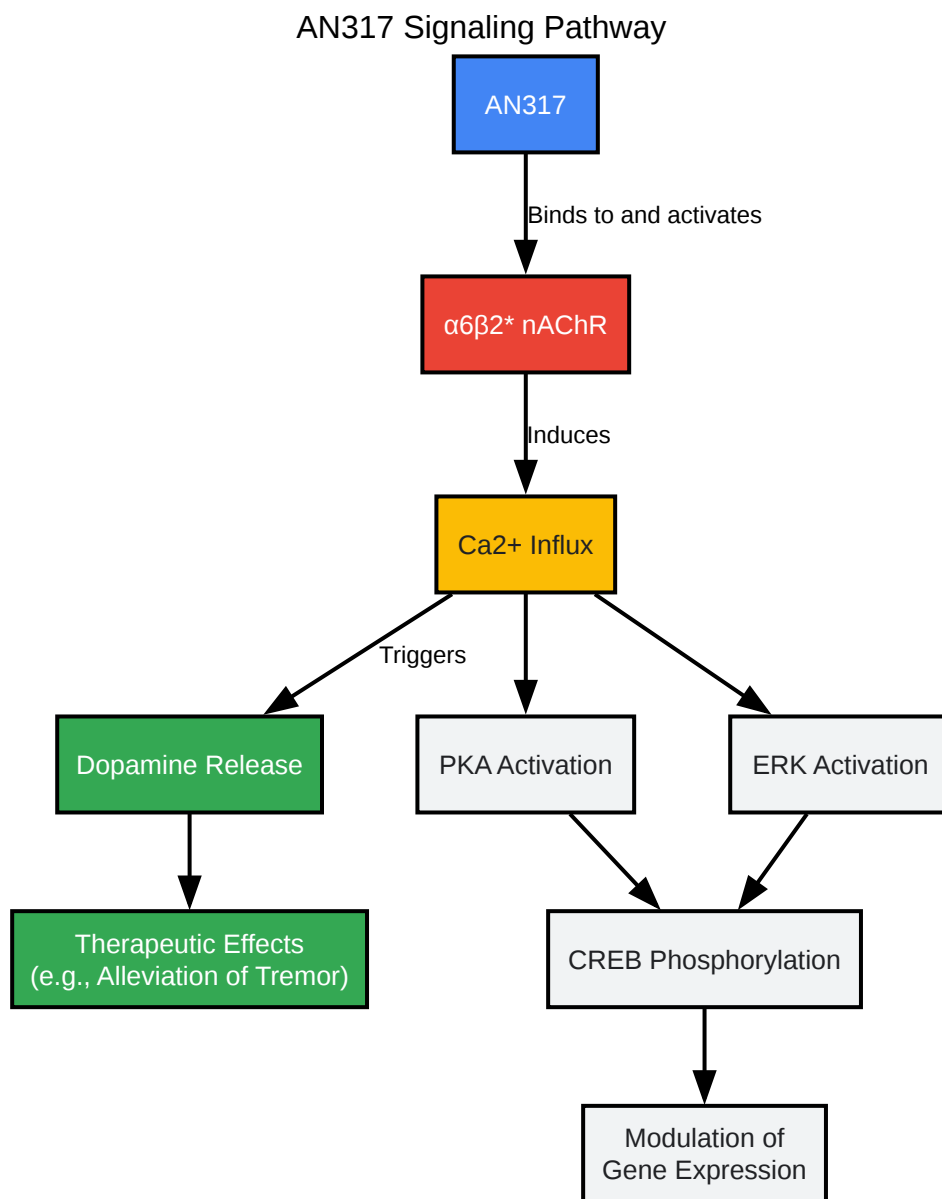 AN317 Signaling Pathway
AN317
Binds to and activates
α6β2* nAChR
Induces
Ca2+ Influx
Triggers
Dopamine Release
PKA Activation
ERK Activation
Therapeutic Effects
(e.g., Alleviation of Tremor)
CREB Phosphorylation
Modulation of
Gene Expression